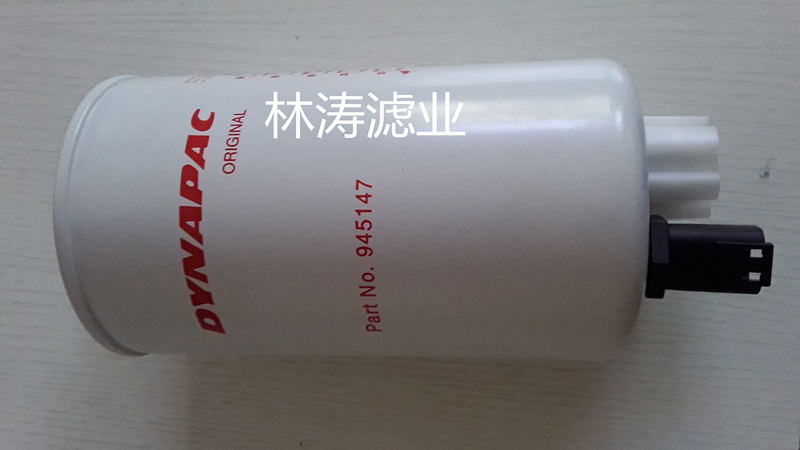 林涛滤业
DYNAPAC
ORIGINAL
Part No. 945147